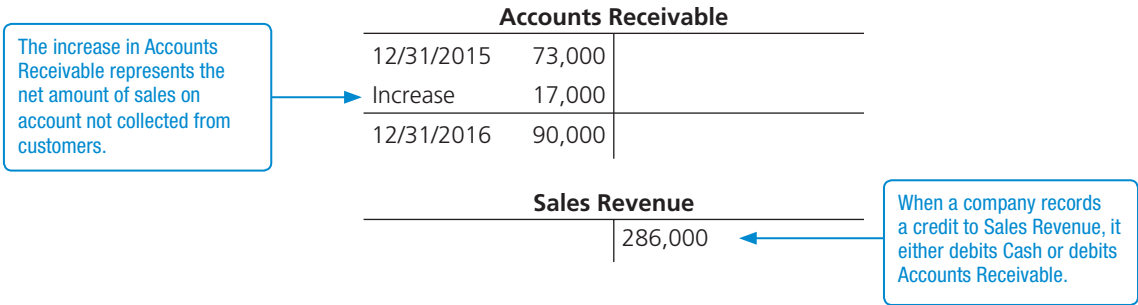 Accounts Receivable
The increase in Accounts
Receivable represents the
net amount of sales on
account not collected from
customers.
12/31/2015 73,000
Increase 17,000
12/31/2016 90,000
Sales Revenue
286,000
When a company records
a credit to Sales Revenue, it
either debits Cash or debits
Accounts Receivable.